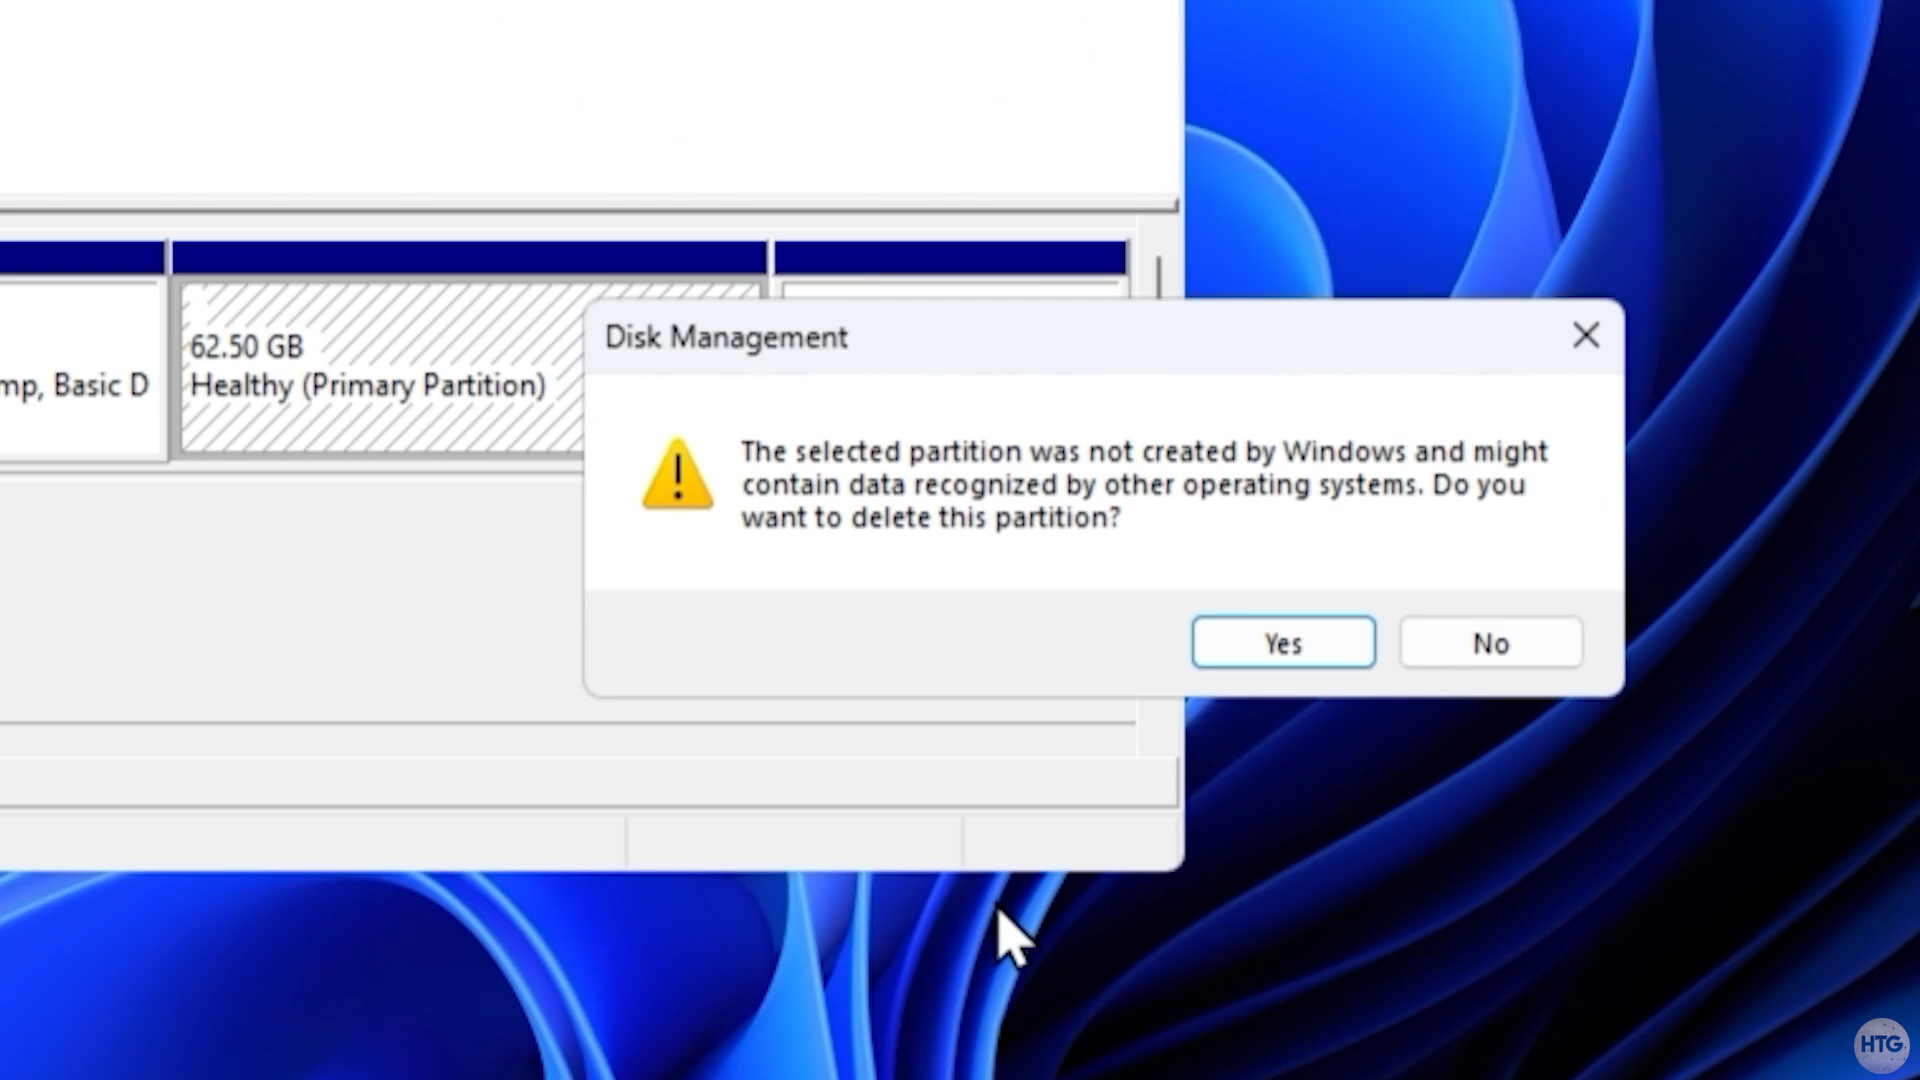 62.50 GB
mp, Basic D
Healthy (Primary Partition)
Disk Management
The selected partition was not created by Windows and might
contain data recognized by other operating systems. Do you
want to delete this partition?
Yes
No
HTG